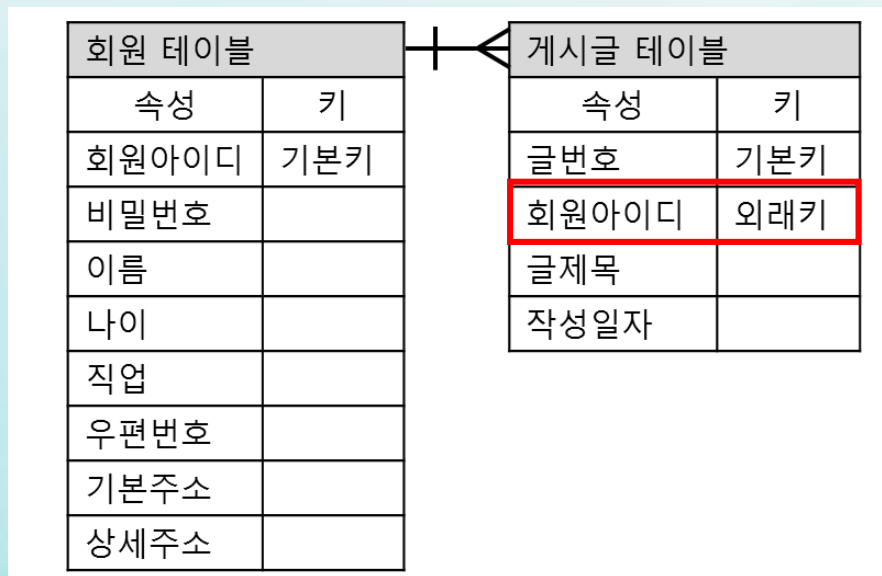 회원 테이블
속성 키
회원아이디 기본키
비밀번호
이름
나이
직업
우편번호
기본주소
상세주소
게시글 테이블
속성 키
글번호 기본키
회원아이디 외래키
글제목
작성일자